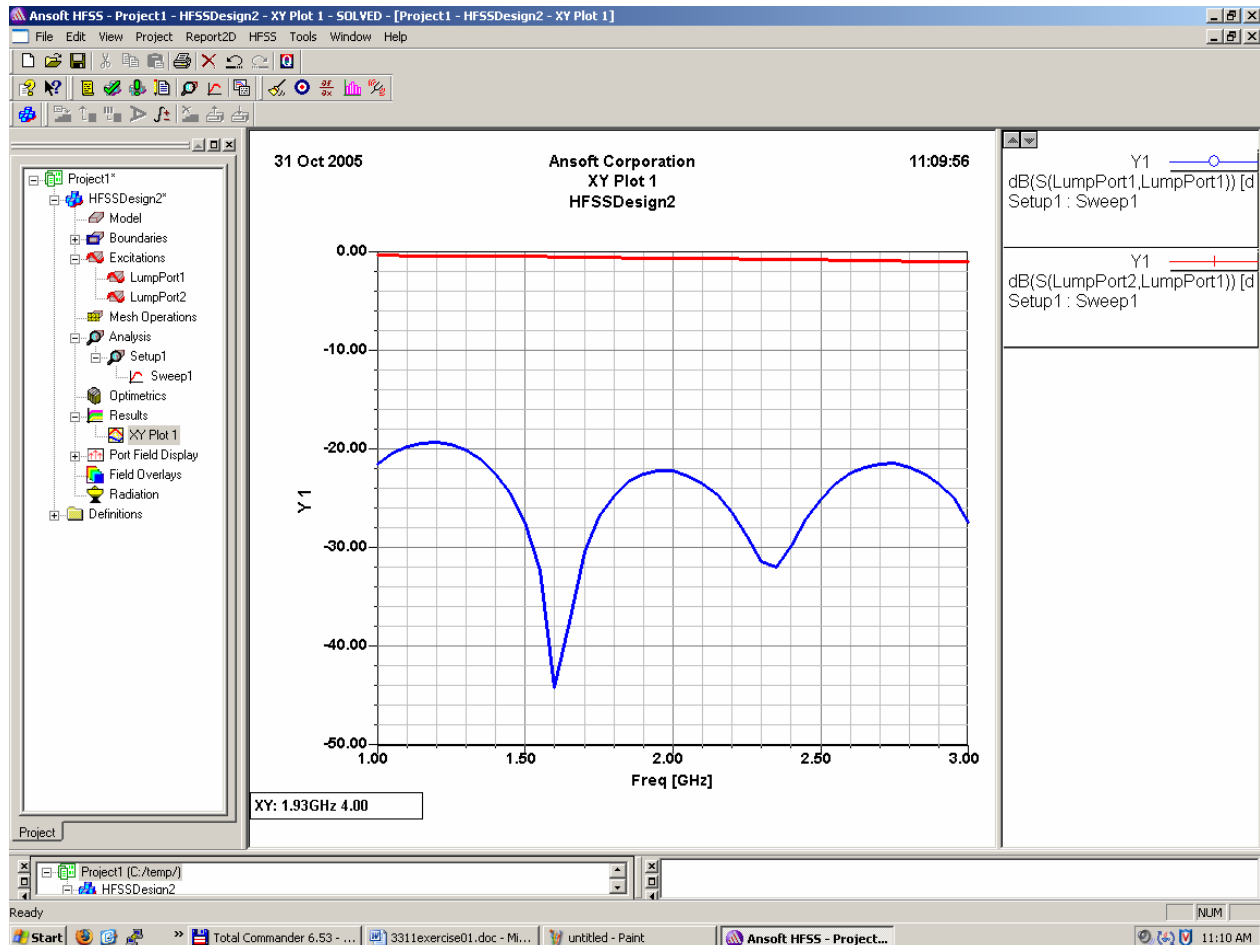 Ansoft HFSS - Project1 - HFSSDesign2 - XY Plot 1 - SOLVED - [Project1 - HFSSDesign2 - XY Plot 1]
File Edit View Project Report2D HFSS Tools Window Help
Project1*
HFSSDesign2*
Model
Boundaries
Excitations
LumpPort1
LumpPort2
Mesh Operations
Analysis
Setup1
Sweep1
Optimetrics
Results
XY Plot 1
Port Field Display
Field Overlays
Radiation
Definitions
Project
31 Oct 2005
Ansoft Corporation
11:09:56
XY Plot 1
HFSSDesign2
0.00
-10.00
-20.00
-30.00
-40.00
-50.00
Y1
1.00 1.50 2.00 2.50 3.00
Freq [GHz]
XY: 1.93GHz 4.00
Y1
dB(S(LumpPort1,LumpPort1)) [d
Setup1 : Sweep1
Y1
dB(S(LumpPort2,LumpPort1)) [d
Setup1 : Sweep1
Project1 (C:/temp/)
HFSSDesign2
Ready
NUM
Start » Total Commander 6.53 - ... 3311exercise01.doc - Mi... untitled - Paint Ansoft HFSS - Project... 11:10 AM